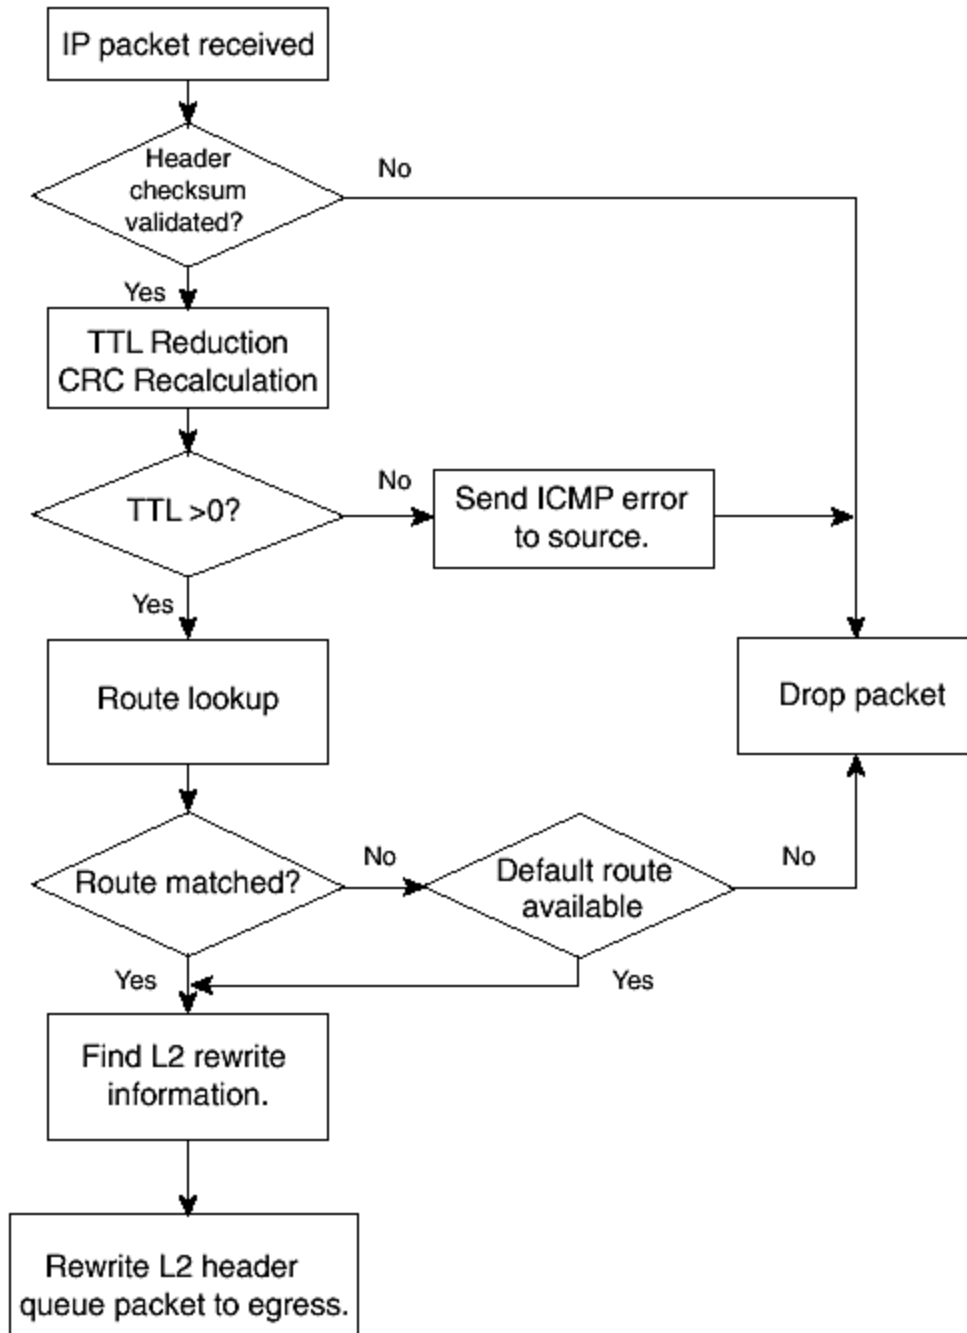 IP packet received
Header
checksum
validated?
No
Yes
TTL Reduction
CRC Recalculation
TTL >0?
No
Send ICMP error
to source.
Yes
Route lookup
Drop packet
Route matched?
No
Default route
available
No
Yes
Yes
Find L2 rewrite
information.
Rewrite L2 header
queue packet to egress.